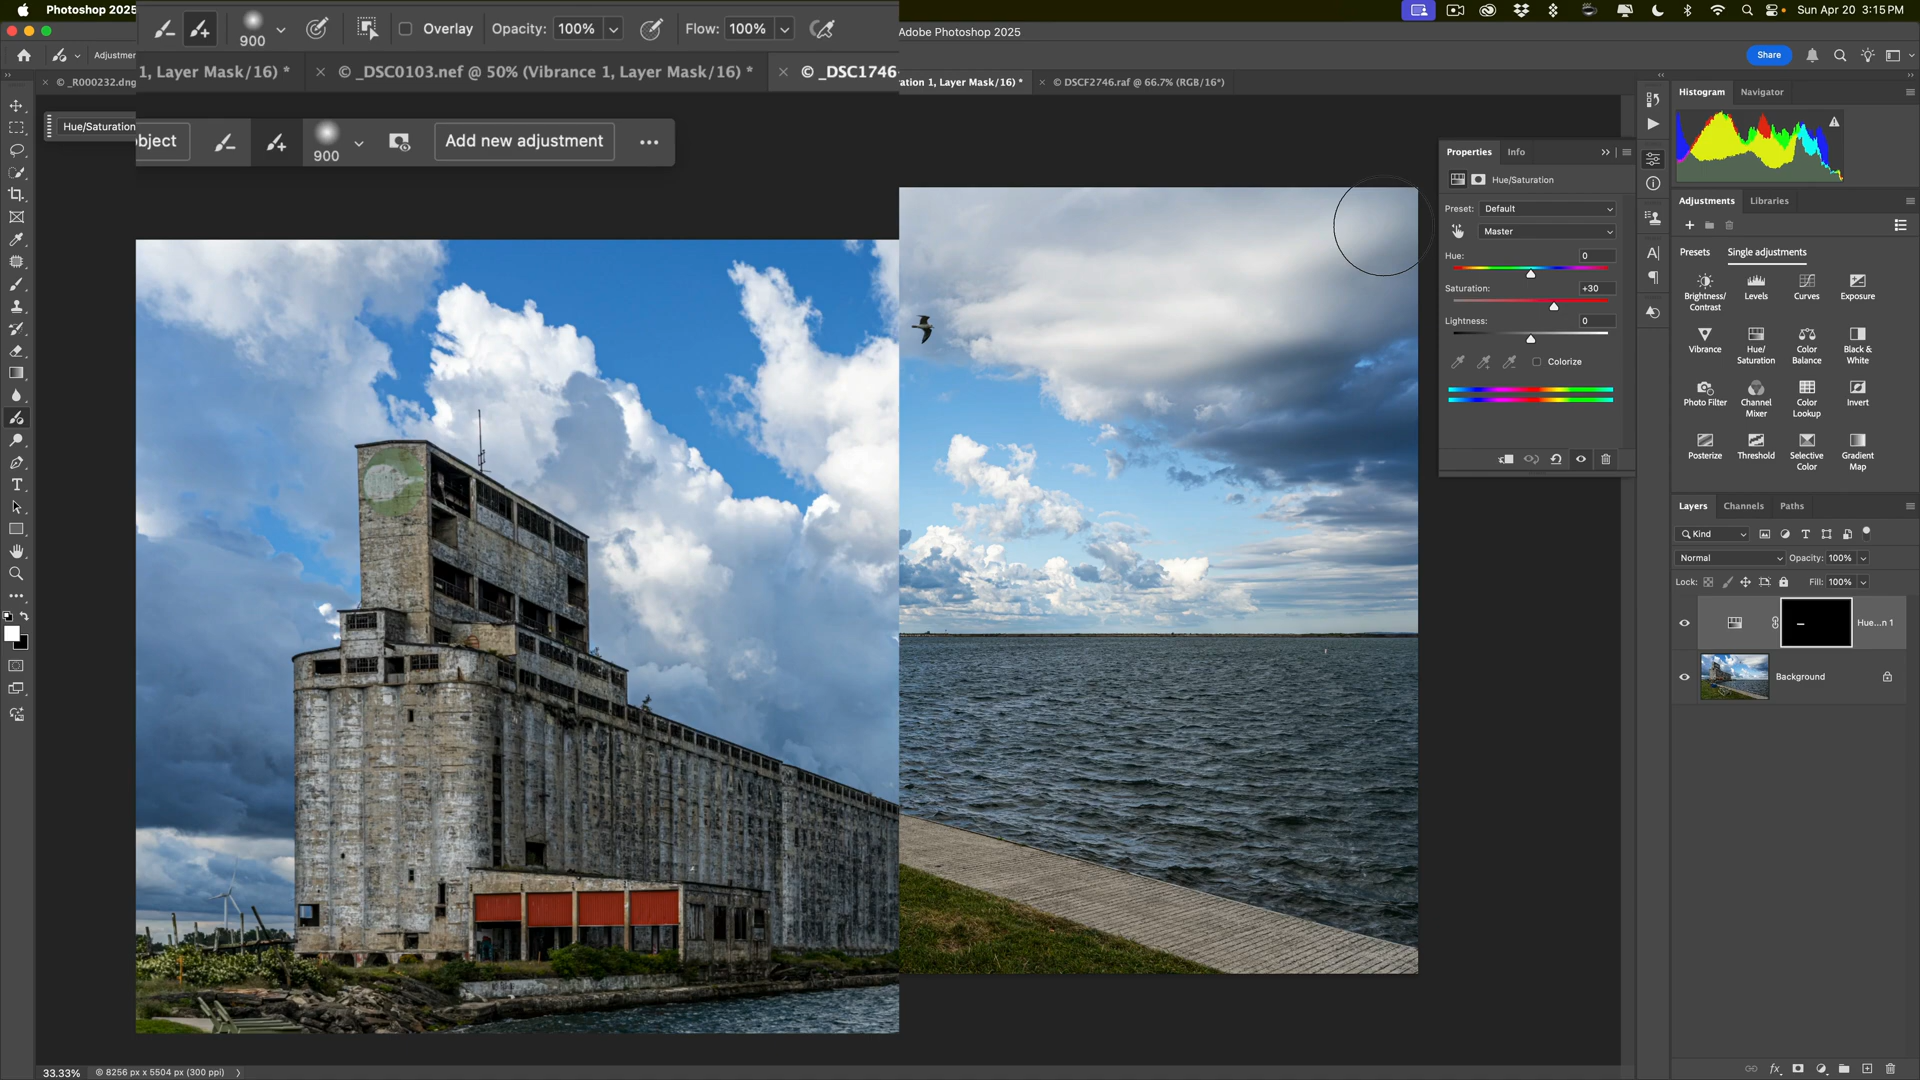 Photoshop 2025
Sun Apr 20 3:15 PM
Adobe Photoshop 2025
Adjustmen
900
Overlay
Opacity: 100%
Flow: 100%
Share
© _R000232.dng
1, Layer Mask/16) *
© _DSC0103.nef @ 50% (Vibrance 1, Layer Mask/16) *
© _DSC1746
ration 1, Layer Mask/16) *
© DSCF2746.raf @ 66.7% (RGB/16*)
Hue/Saturation
bject
900
Add new adjustment
Properties
Info
Hue/Saturation
Preset: Default
Master
Hue: 0
Saturation: +30
Lightness: 0
Colorize
Histogram
Navigator
Adjustments
Libraries
Presets
Single adjustments
Brightness/
Contrast
Levels
Curves
Exposure
Vibrance
Hue/
Saturation
Color
Balance
Black &
White
Photo Filter
Channel
Mixer
Color
Lookup
Invert
Posterize
Threshold
Selective
Color
Gradient
Map
Layers
Channels
Paths
Kind
Normal
Opacity: 100%
Lock:
Fill: 100%
Hue...n 1
Background
33.33%
8256 px x 5504 px (300 ppi)